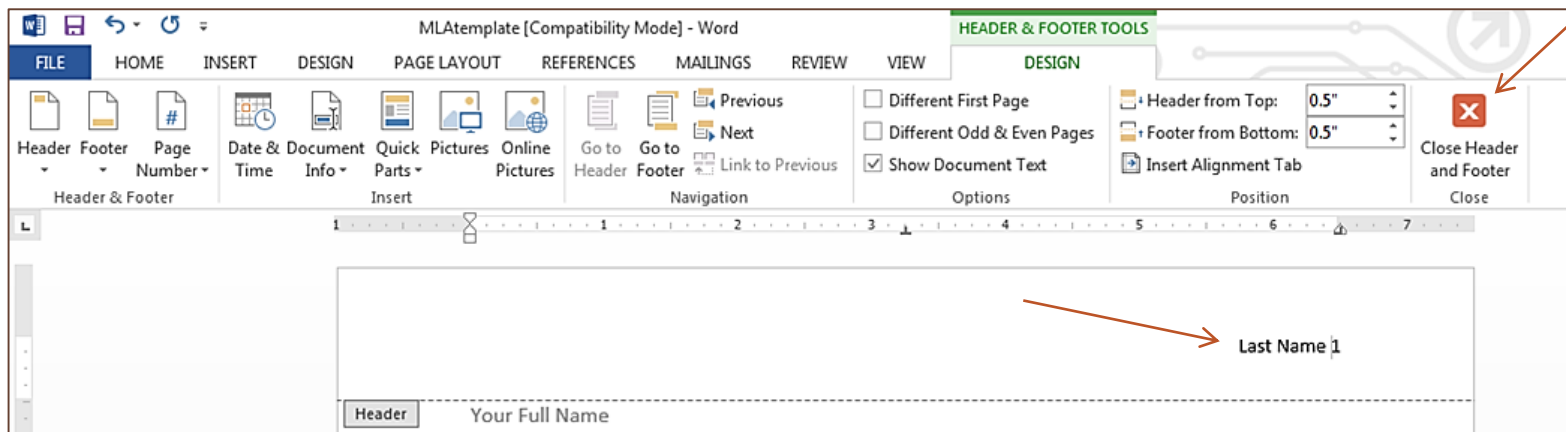 MLAtemplate [Compatibility Mode] - Word
HEADER & FOOTER TOOLS
FILE HOME INSERT DESIGN PAGE LAYOUT REFERENCES MAILINGS REVIEW VIEW DESIGN
Header
Footer
Page
Number
Header & Footer
Date &
Time
Document
Info
Quick
Parts
Pictures
Online
Pictures
Insert
Go to
Header
Go to
Footer
Previous
Next
Link to Previous
Navigation
Different First Page
Different Odd & Even Pages
Show Document Text
Options
Header from Top: 0.5"
Footer from Bottom: 0.5"
Insert Alignment Tab
Position
Close Header
and Footer
Close
L
1 1 2 3 4 5 6 7
Last Name 1
Header
Your Full Name